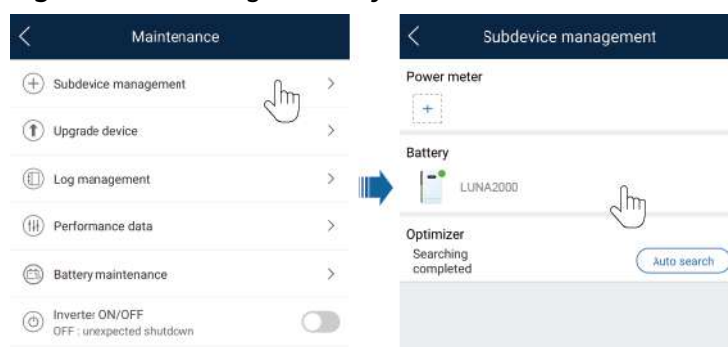 Maintenance
Subdevice management
Upgrade device
Log management
Performance data
Battery maintenance
Inverter ON/OFF
OFF : unexpected shutdown
Subdevice management
Power meter
+
Battery
LUNA2000
Optimizer
Searching
completed
Auto search